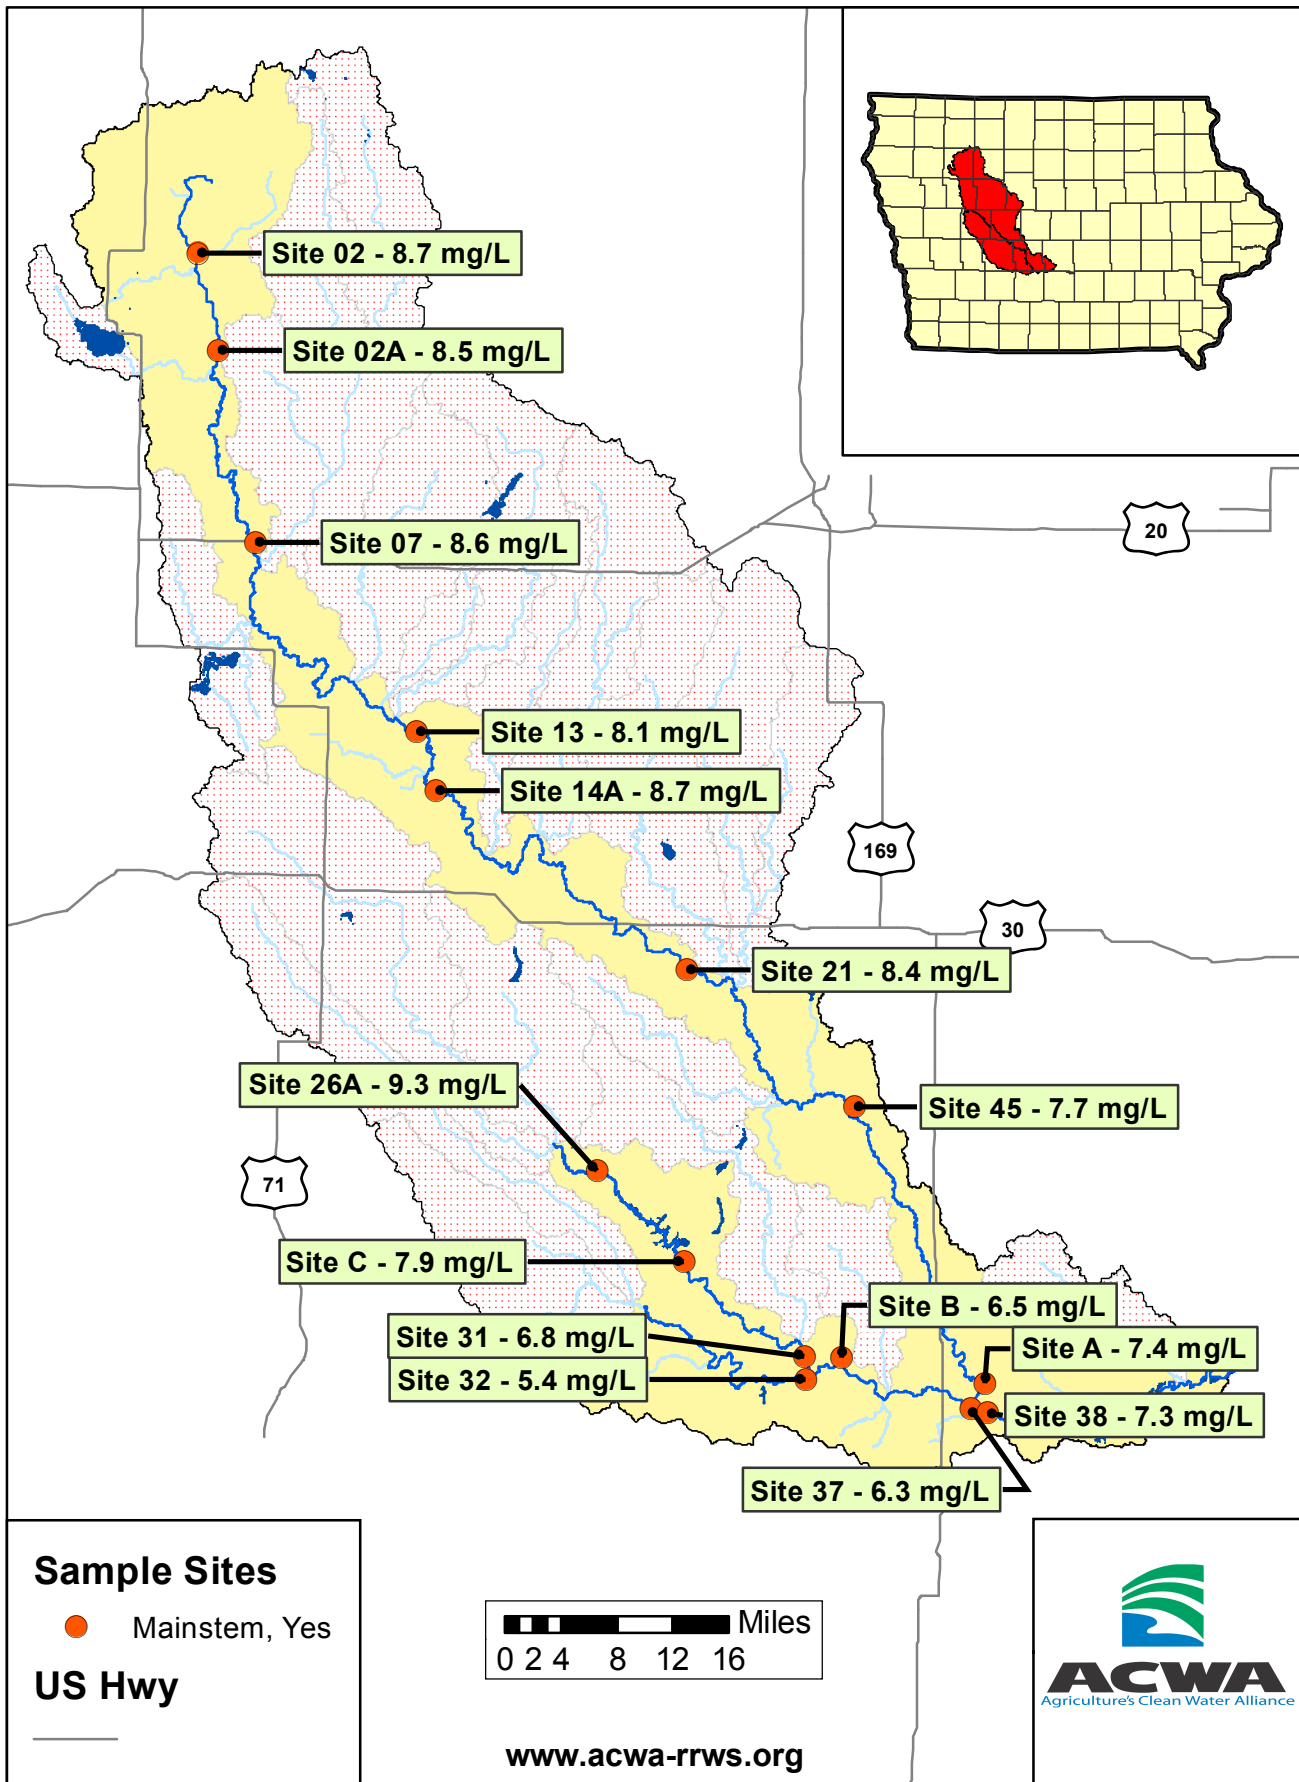 Site 02 - 8.7 mg/L
Site 02A - 8.5 mg/L
20
Site 07 - 8.6 mg/L
Site 13 - 8.1 mg/L
Site 14A - 8.7 mg/L
169
30
Site 21 - 8.4 mg/L
Site 26A - 9.3 mg/L
Site 45 - 7.7 mg/L
71
Site C - 7.9 mg/L
Site B - 6.5 mg/L
Site 31 - 6.8 mg/L
Site A - 7.4 mg/L
Site 32 - 5.4 mg/L
Site 38 - 7.3 mg/L
Site 37 - 6.3 mg/L
Sample Sites
Mainstem, Yes
US Hwy
Miles
0 2 4 8 12 16
www.acwa-rrws.org
ACWA
Agriculture's Clean Water Alliance